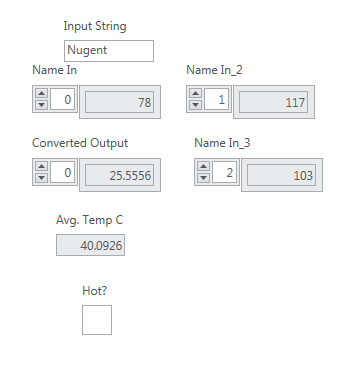 Input String
Nugent
Name In
Name In_2
0
78
1
117
Converted Output
Name In_3
0
25.5556
2
103
Avg. Temp C
40.0926
Hot?